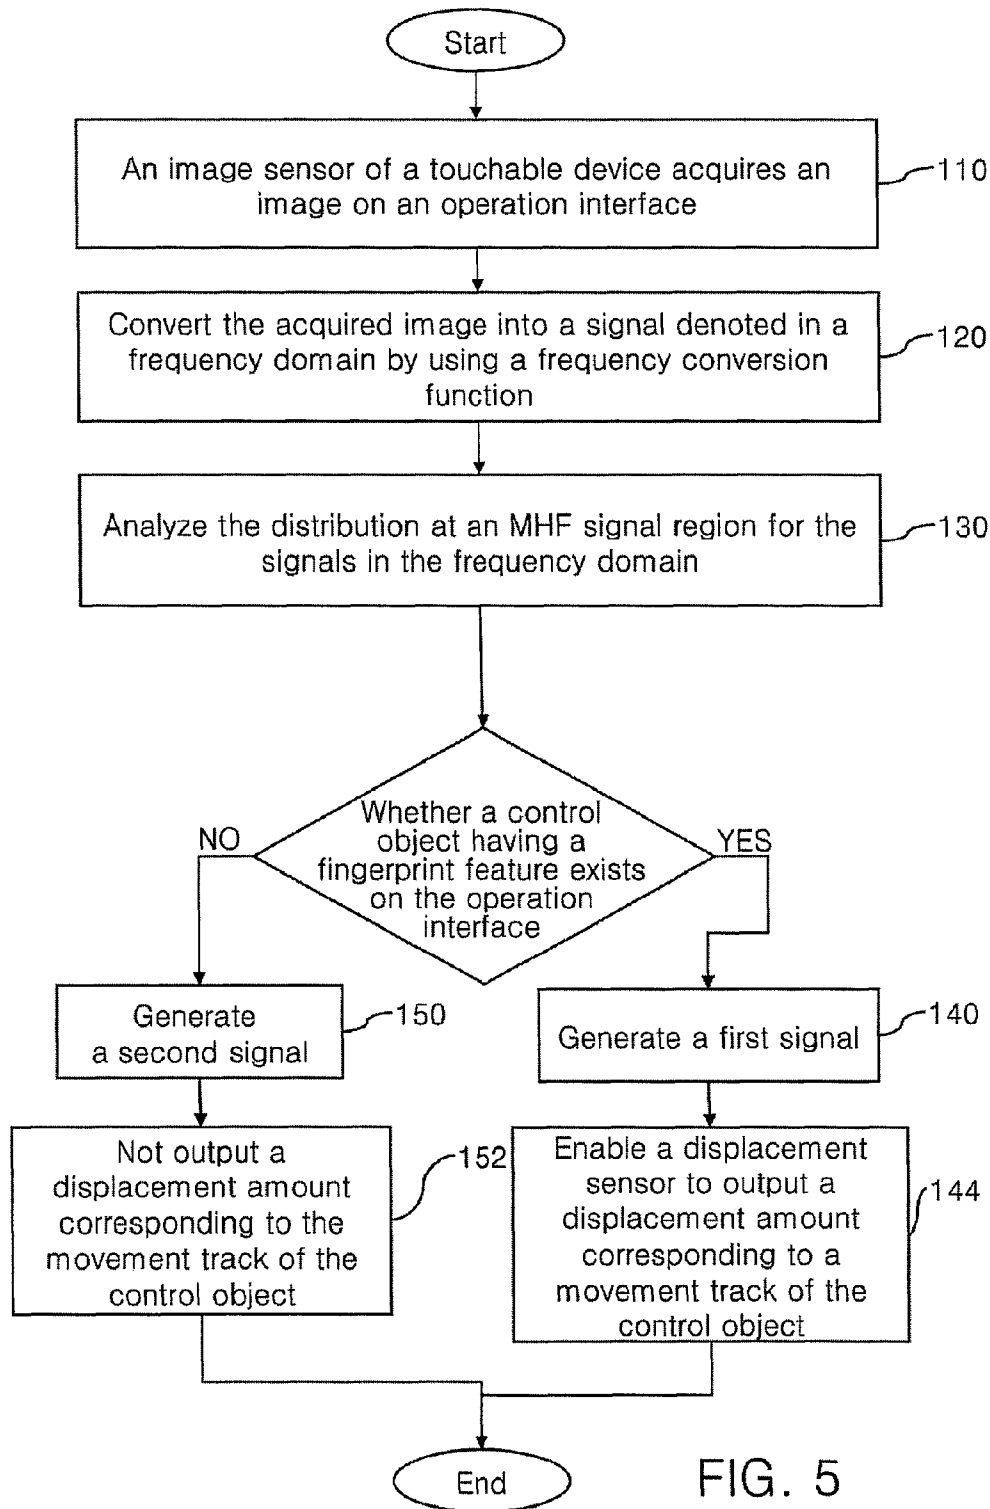 Start
An image sensor of a touchable device acquires an
image on an operation interface
110
Convert the acquired image into a signal denoted in a
frequency domain by using a frequency conversion
function
120
Analyze the distribution at an MHF signal region for the
signals in the frequency domain
130
Whether a control
object having a
fingerprint feature exists
on the operation
interface
NO
YES
Generate
a second signal
150
Generate a first signal
140
Not output a
displacement amount
corresponding to the
movement track of the
control object
152
Enable a displacement
sensor to output a
displacement amount
corresponding to a
movement track of the
control object
144
End
FIG. 5